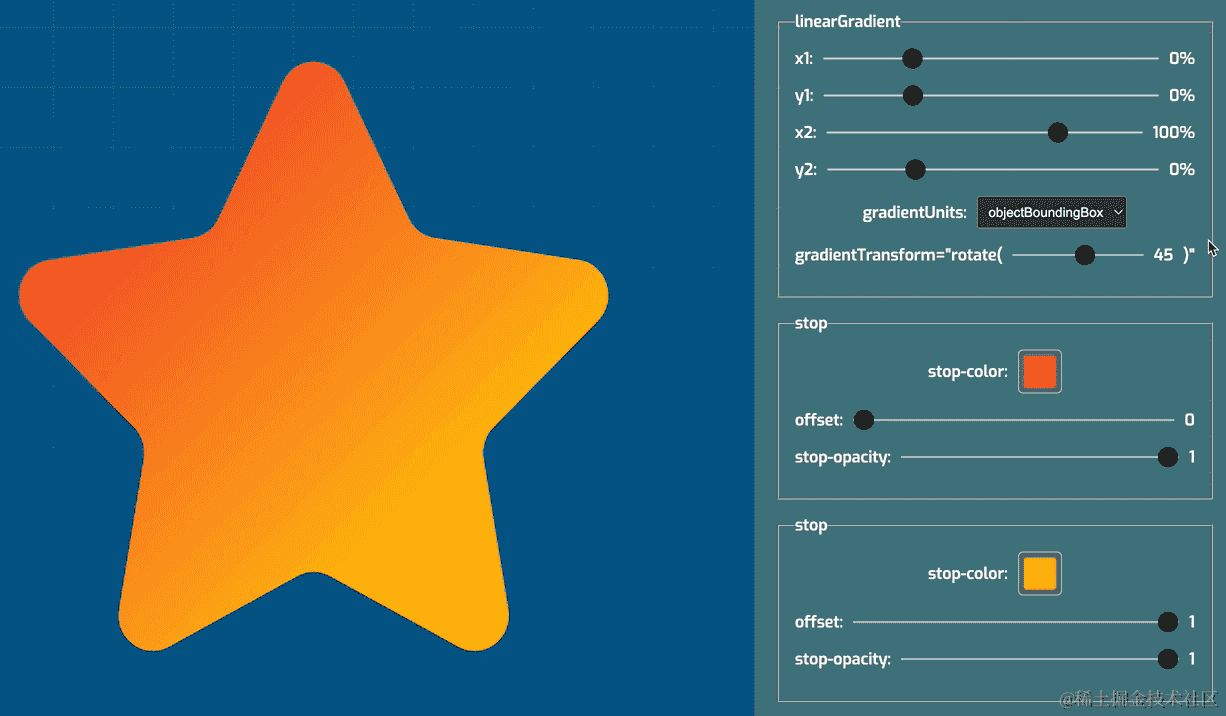 linearGradient
x1: 0%
y1: 0%
x2: 100%
y2: 0%
gradientUnits: objectBoundingBox
gradientTransform="rotate( 45 )"
stop
stop-color:
offset: 0
stop-opacity: 1
stop
stop-color:
offset: 1
stop-opacity: 1
@稀土掘金技术社区